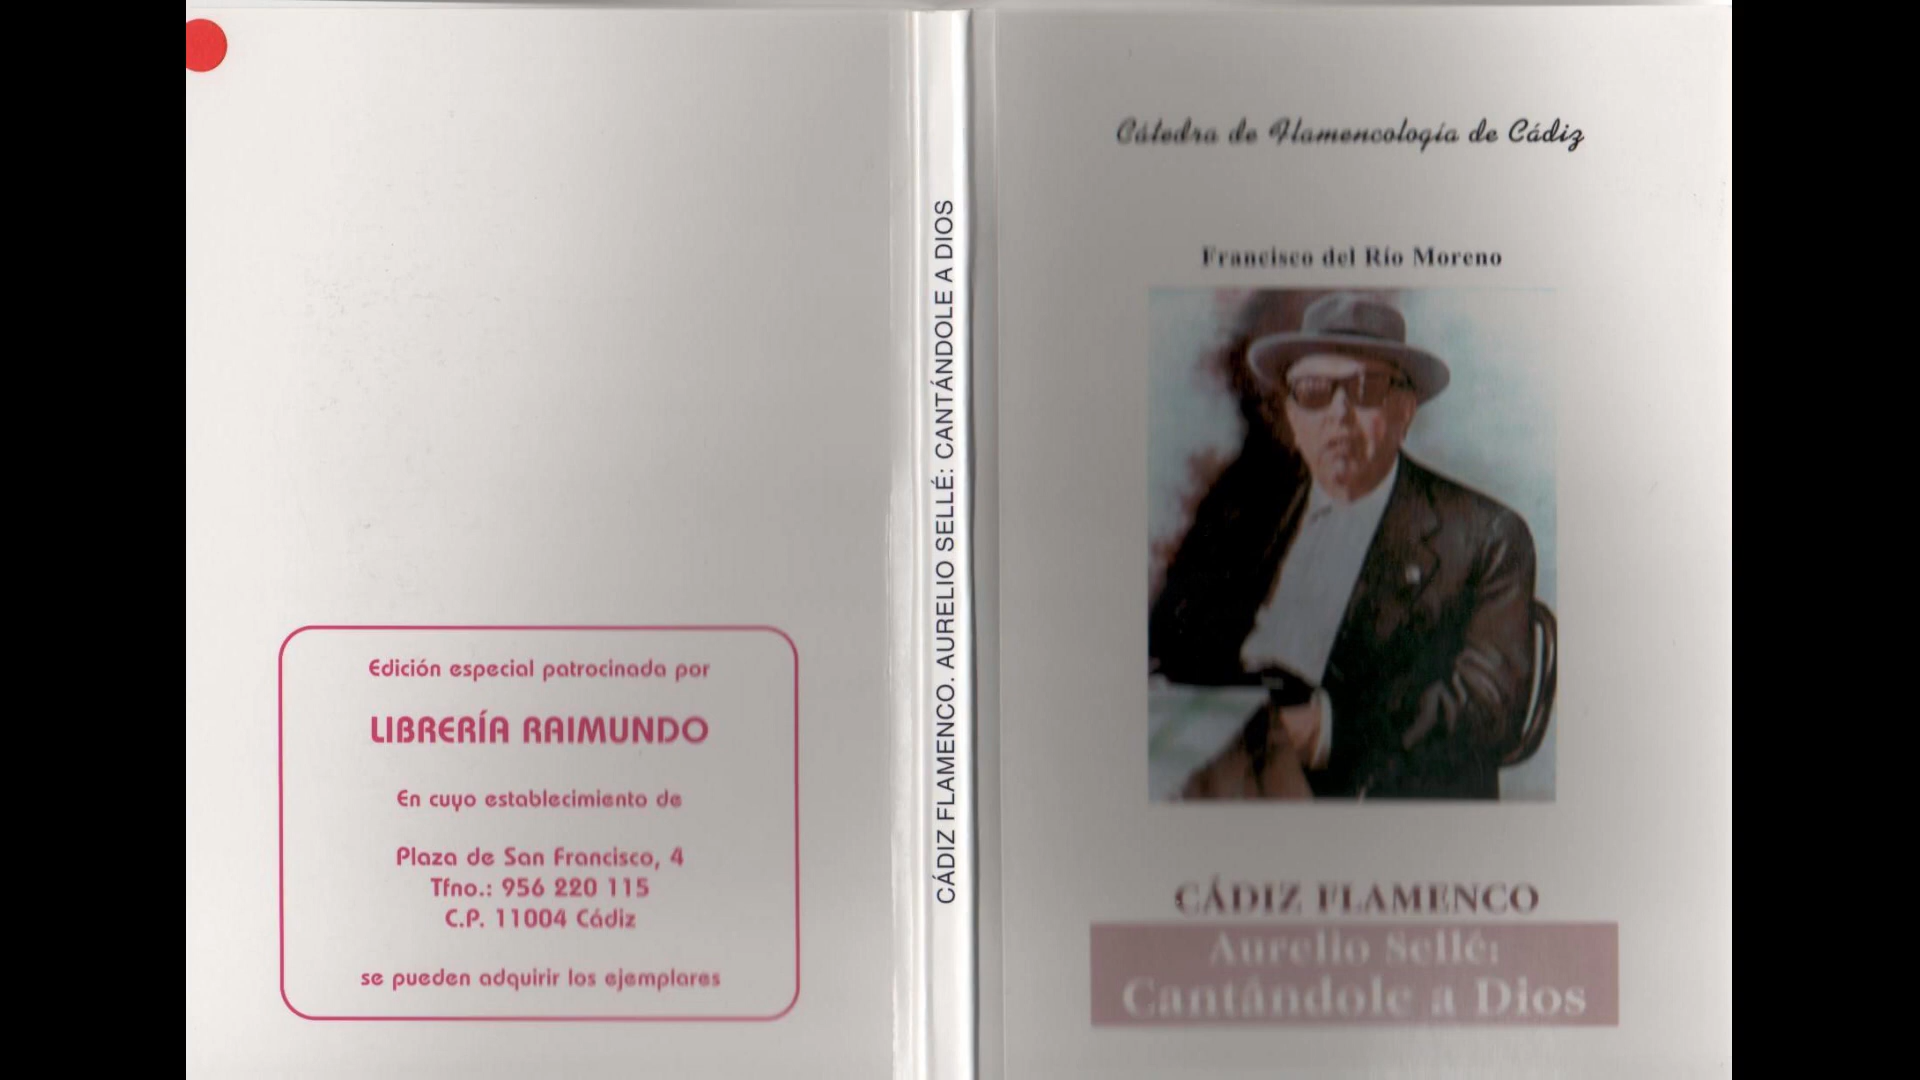 Edición especial patrocinada por
LIBRERÍA RAIMUNDO
En cuyo establecimiento de
Plaza de San Francisco, 4
Tfno.: 956 220 115
C.P. 11004 Cádiz
se pueden adquirir los ejemplares
CÁDIZ FLAMENCO. AURELIO SELLÉ: CANTÁNDOLE A DIOS
Cátedra de Flamencología de Cádiz
Francisco del Río Moreno
CÁDIZ FLAMENCO
Aurelio Sellé:
Cantándole a Dios